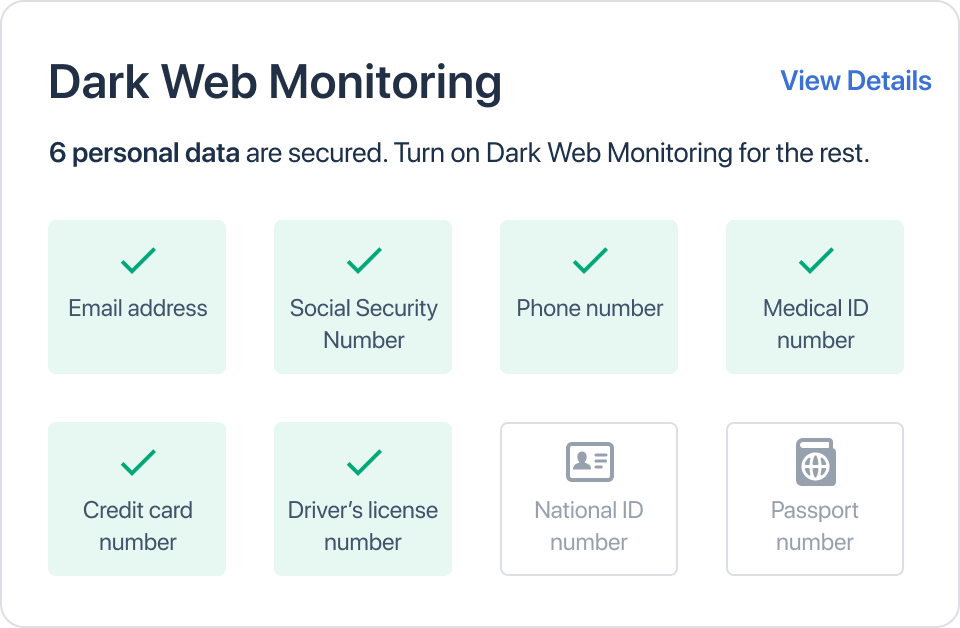 Dark Web Monitoring
View Details
6 personal data are secured. Turn on Dark Web Monitoring for the rest.
Email address
Social Security
Number
Phone number
Medical ID
number
Credit card
number
Driver’s license
number
National ID
number
Passport
number